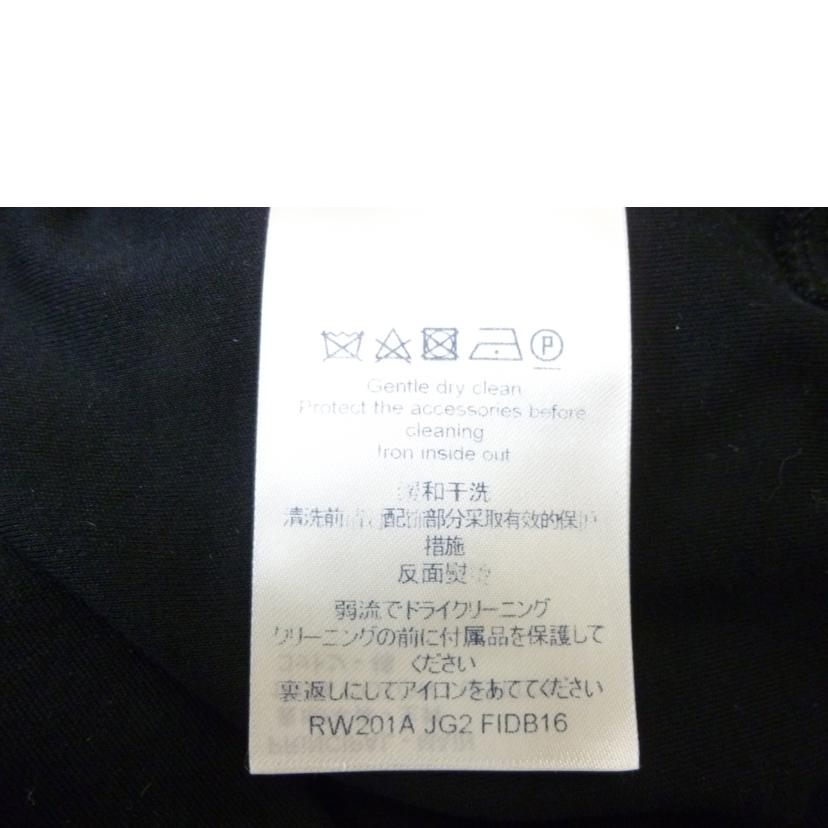 P
Gentle dry clean
Protect the accessories before
cleaning
Iron inside out
缓和干洗
清洗前 配 部分采取有效的保护
措施
反面熨
弱流でドライクリーニング
クリーニングの前に付属品を保護して
ください
裏返しにしてアイロンをあててください
RW201A JG2 FIDB16